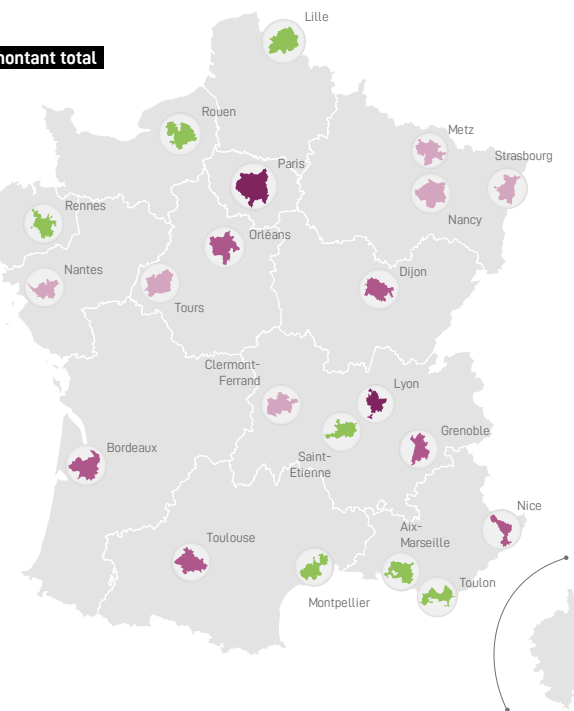 Lille
montant total
Rouen
Metz
Strasbourg
Paris
Rennes
Nancy
Orléans
Nantes
Dijon
Tours
Clermont-
Ferrand
Lyon
Grenoble
Bordeaux
Saint-
Etienne
Nice
Aix-
Marseille
Toulouse
Toulon
Montpellier